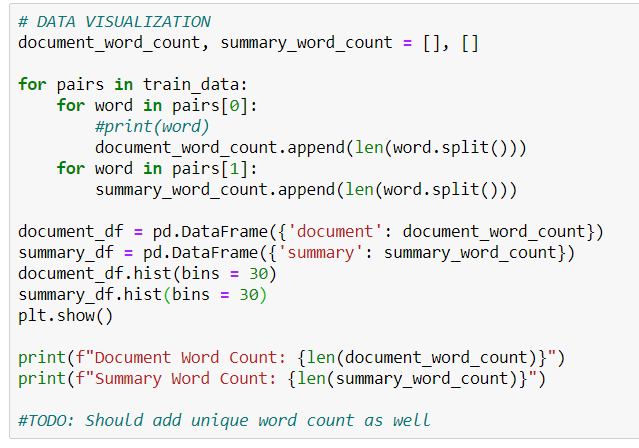 # DATA VISUALIZATION
document_word_count, summary_word_count = [], []
for pairs in train_data:
    for word in pairs[0]:
        #print(word)
        document_word_count.append(len(word.split()))
    for word in pairs[1]:
        summary_word_count.append(len(word.split()))
document_df = pd.DataFrame({'document': document_word_count})
summary_df = pd.DataFrame({'summary': summary_word_count})
document_df.hist(bins = 30)
summary_df.hist(bins = 30)
plt.show()
print(f"Document Word Count: {len(document_word_count)}")
print(f"Summary Word Count: {len(summary_word_count)}")
#TODO: Should add unique word count as well